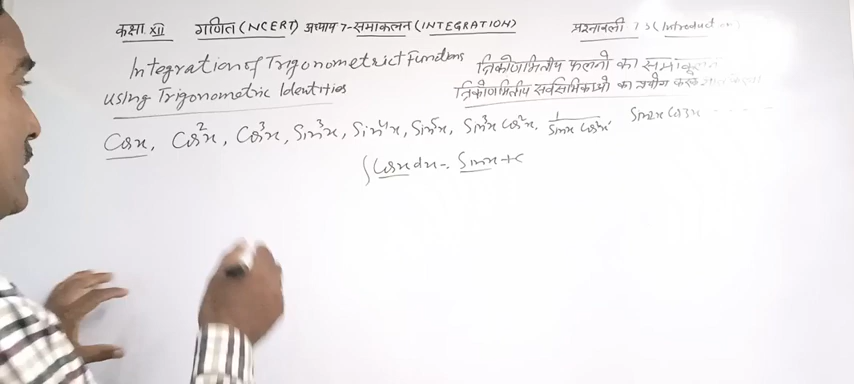 कक्षा XII गणित (NCERT) अध्याय 7-समाकलन (INTEGRATION) प्रश्नावली 7.3 (Introduction)
Integration of Trigonometrict Functions त्रिकोणमितीय फलनों का समाकलन
using Trigonometric Identities त्रिकोणमितीय सर्वसमिकाओं का प्रयोग करके
Cosx, Cos²x, Cos³x, Sin³x, Sin⁴x, Sin⁵x, Sin³x Cos²x, 1/(Sinx Cos³x), Sin2x Cos3x ------
∫Cosx dx = Sinx + c